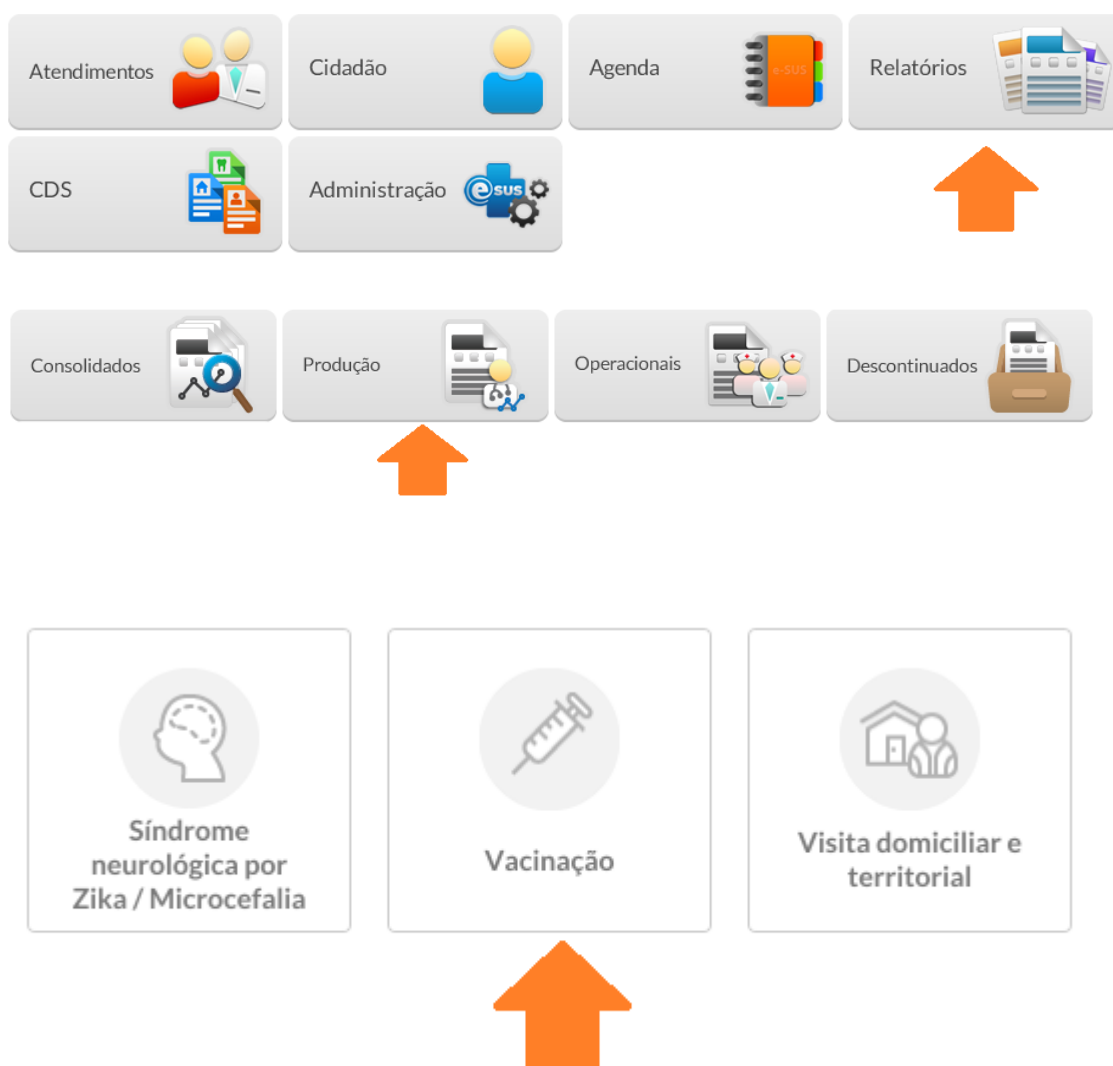 Atendimentos
Cidadão
Agenda
e-SUS
Relatórios
CDS
Administração
esus
Consolidados
Produção
Operacionais
Descontinuados
Síndrome
neurológica por
Zika / Microcefalia
Vacinação
Visita domiciliar e
territorial